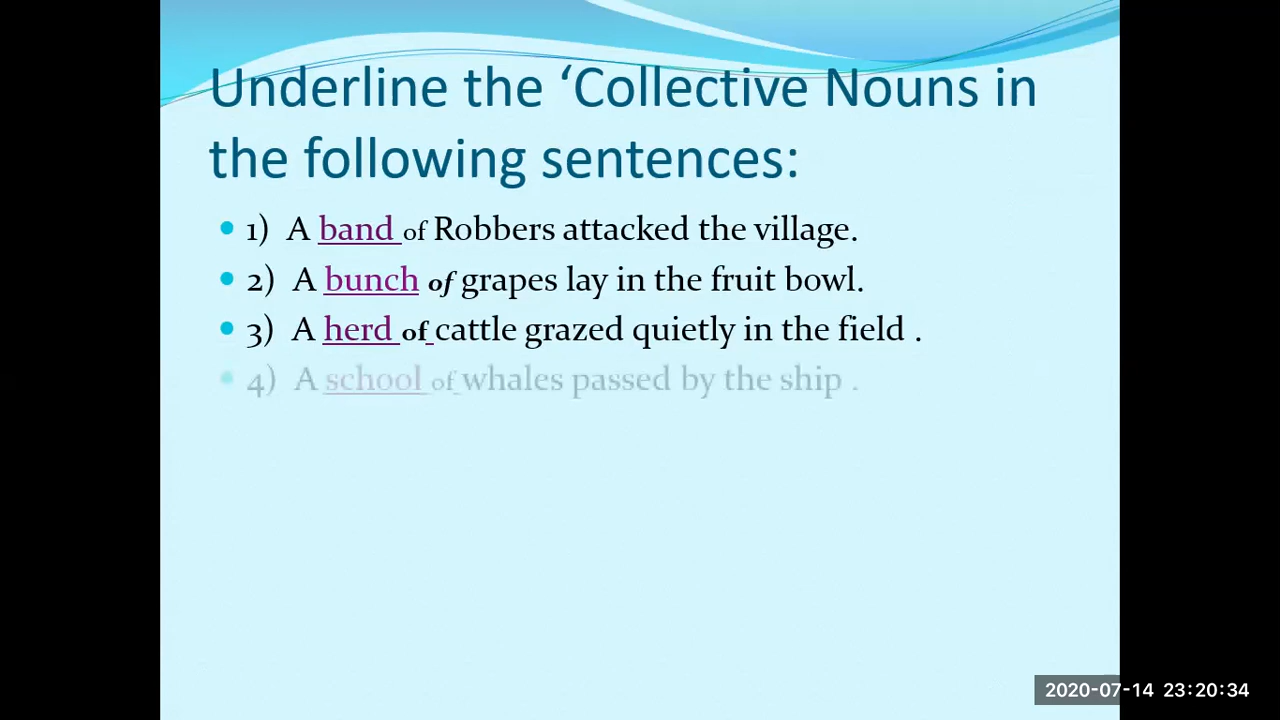 Underline the ‘Collective Nouns in
the following sentences:
• 1) A band of Robbers attacked the village.
• 2) A bunch of grapes lay in the fruit bowl.
• 3) A herd of cattle grazed quietly in the field .
• 4) A school of whales passed by the ship .
2020-07-14 23:20:34